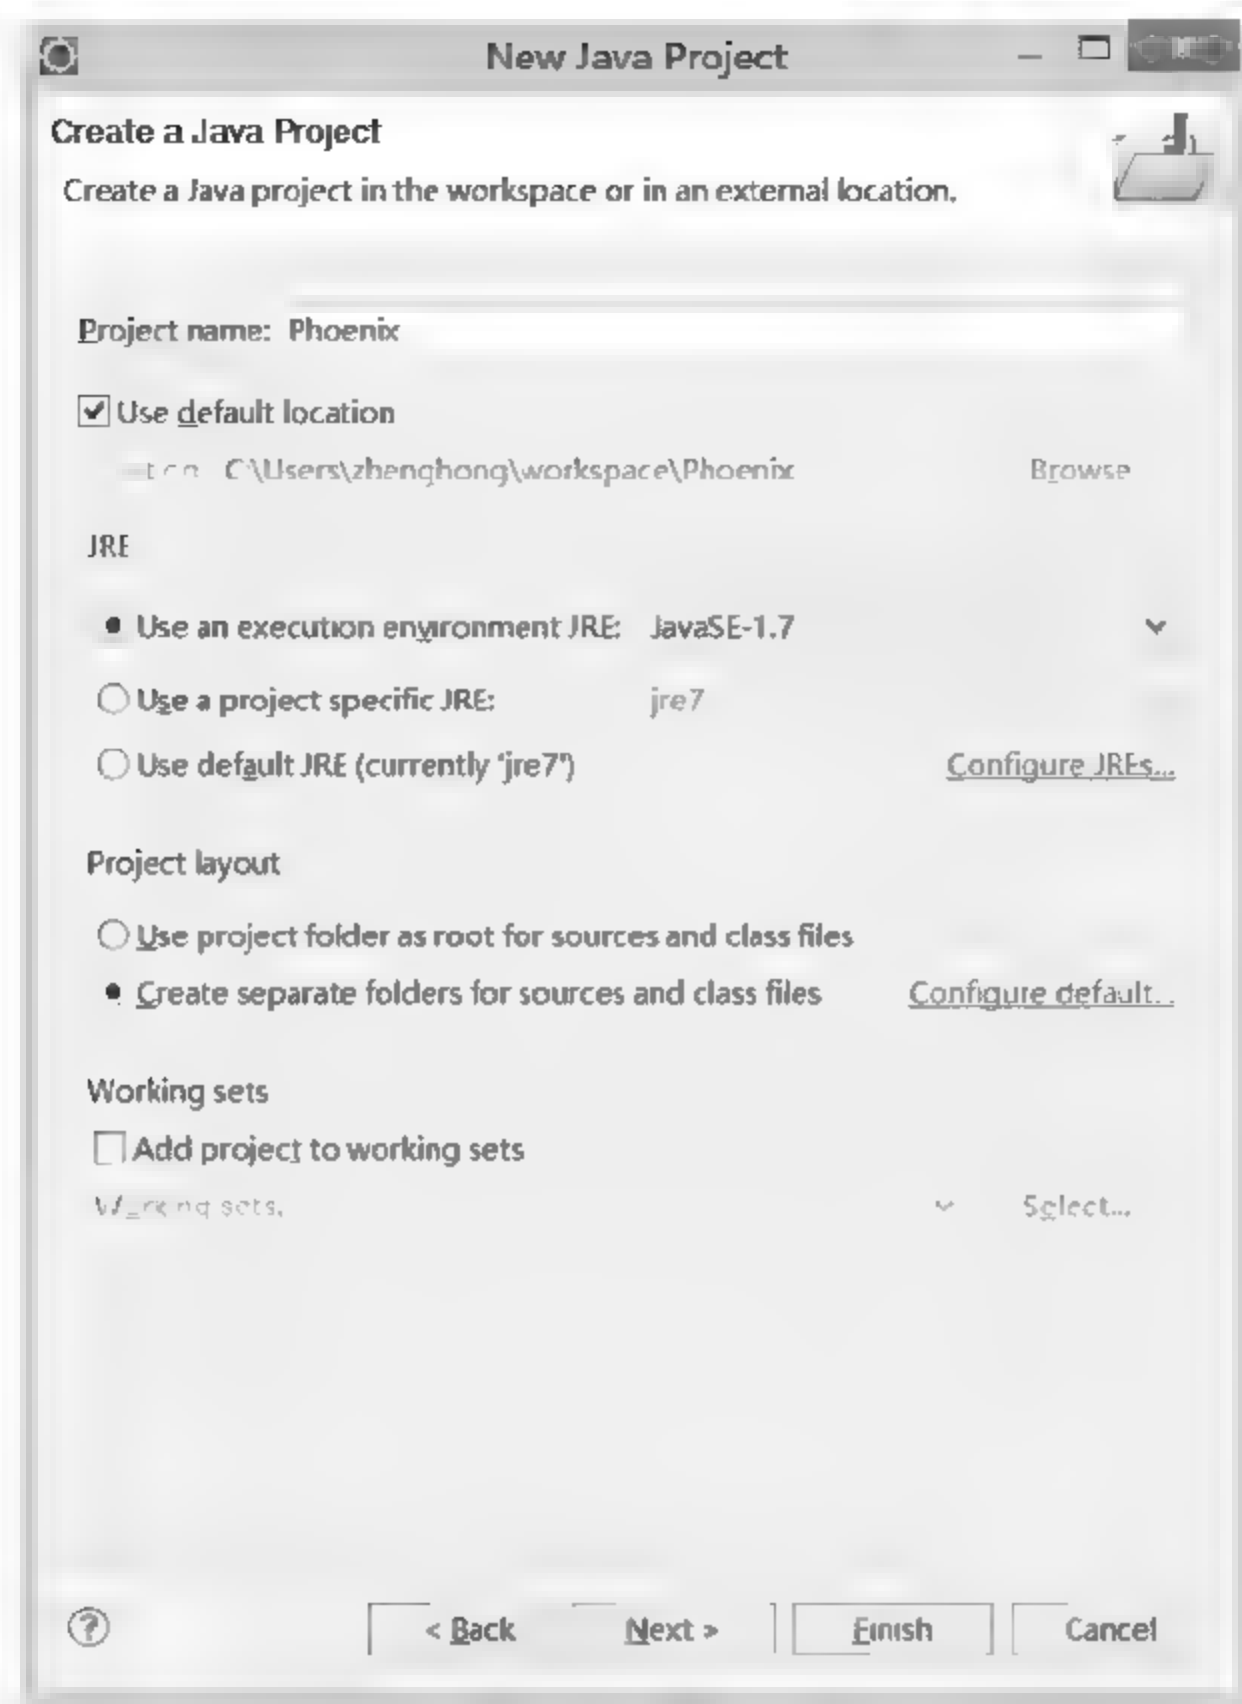 New Java Project
Create a Java Project
Create a Java project in the workspace or in an external location.
Project name: Phoenix
Use default location
C:\Users\zhenghong\workspace\Phoenix Browse
JRE
Use an execution environment JRE: JavaSE-1.7
Use a project specific JRE: jre7
Use default JRE (currently 'jre7') Configure JREs...
Project layout
Use project folder as root for sources and class files
Create separate folders for sources and class files Configure default...
Working sets
Add project to working sets
Working sets: Select...
< Back Next > Finish Cancel